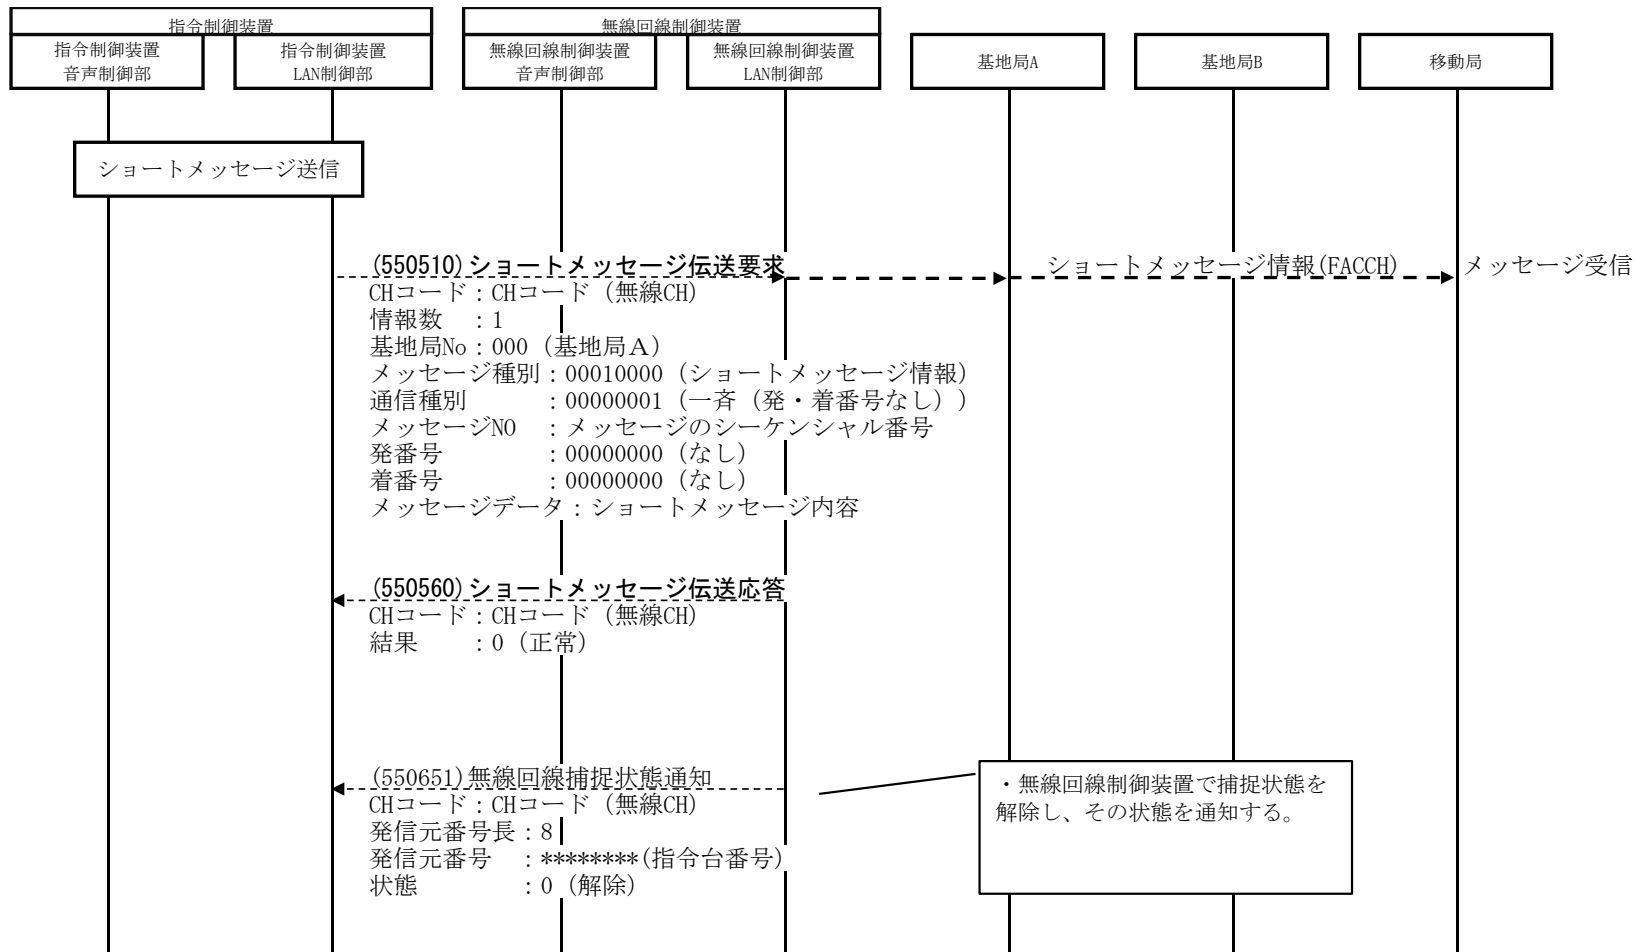 指令制御装置
無線回線制御装置
指令制御装置
音声制御部
指令制御装置
LAN制御部
無線回線制御装置
音声制御部
無線回線制御装置
LAN制御部
基地局A
基地局B
移動局
ショートメッセージ送信
(550510)ショートメッセージ伝送要求
ショートメッセージ情報(FACCH)
メッセージ受信
CHコード：CHコード（無線CH）
情報数　：1
基地局No：000（基地局Ａ）
メッセージ種別：00010000（ショートメッセージ情報）
通信種別　　　：00000001（一斉（発・着番号なし））
メッセージNO　：メッセージのシーケンシャル番号
発番号　　　　：00000000（なし）
着番号　　　　：00000000（なし）
メッセージデータ：ショートメッセージ内容
(550560)ショートメッセージ伝送応答
CHコード：CHコード（無線CH）
結果　　：0（正常）
(550651)無線回線捕捉状態通知
CHコード：CHコード（無線CH）
発信元番号長：8
発信元番号　：********(指令台番号)
状態　　　　：0（解除）
・無線回線制御装置で捕捉状態を
解除し、その状態を通知する。